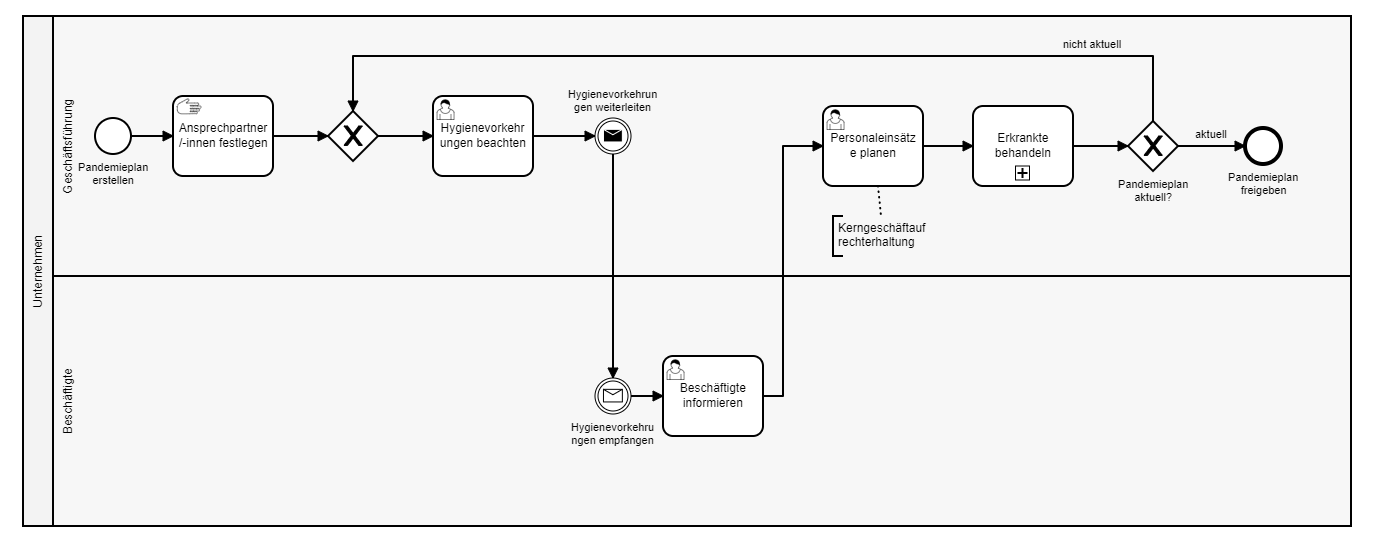 Unternehmen
Geschäftsführung
nicht aktuell
Pandemieplan
erstellen
Ansprechpartner
/-innen festlegen
Hygienevorkehr
ungen beachten
Hygienevorkehrun
gen weiterleiten
Personaleinsätz
e planen
Kerngeschäftauf
rechterhaltung
Erkrankte
behandeln
Pandemieplan
aktuell?
aktuell
Pandemieplan
freigeben
Beschäftigte
Hygienevorkehru
ngen empfangen
Beschäftigte
informieren